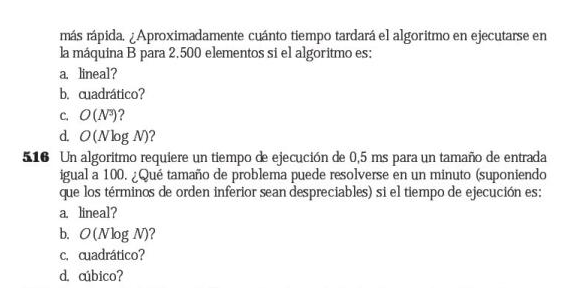 más rápida. ¿Aproximadamente cuánto tiempo tardará el algoritmo en ejecutarse en
la máquina B para 2.500 elementos si el algoritmo es:
a. lineal?
b. cuadrático?
c. O(N³)?
d. O(N log N)?
5.16 Un algoritmo requiere un tiempo de ejecución de 0,5 ms para un tamaño de entrada
igual a 100. ¿Qué tamaño de problema puede resolverse en un minuto (suponiendo
que los términos de orden inferior sean despreciables) si el tiempo de ejecución es:
a. lineal?
b. O(N log N)?
c. cuadrático?
d. cúbico?